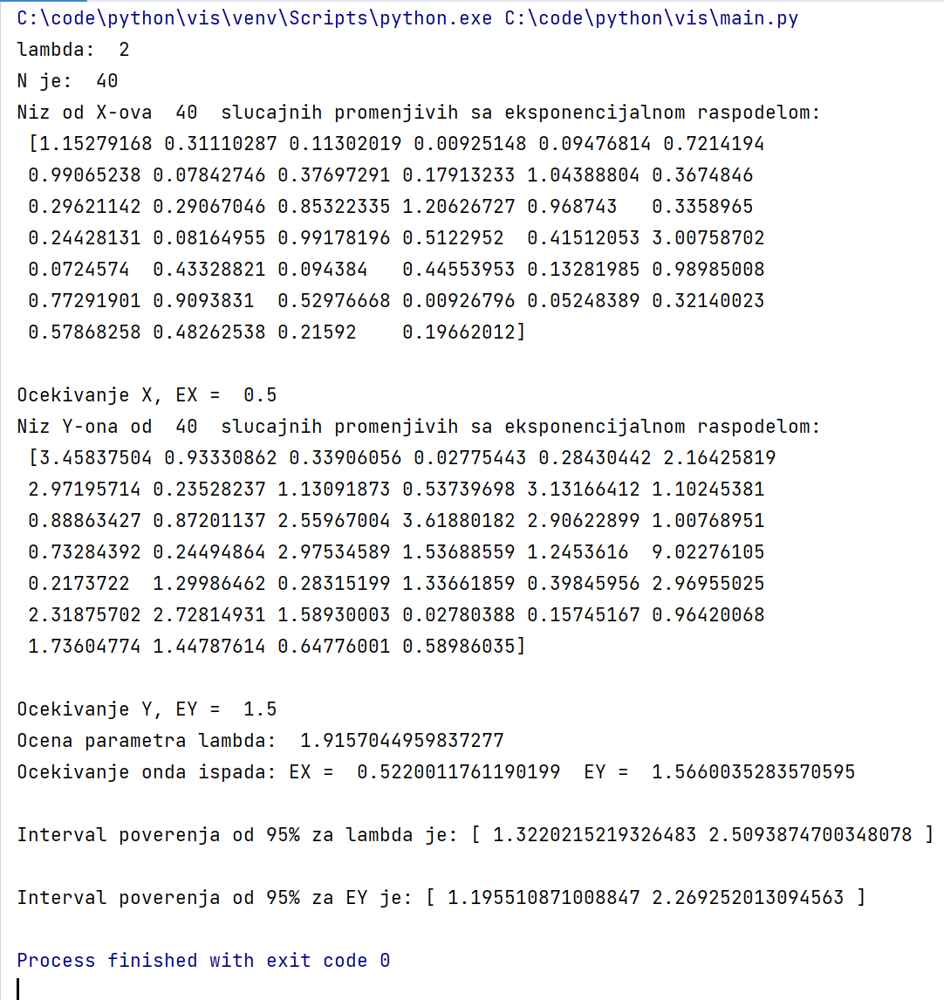 C:\code\python\vis\venv\Scripts\python.exe C:\code\python\vis\main.py
lambda:  2
N je:  40
Niz od X-ova  40  slucajnih promenjivih sa eksponencijalnom raspodelom:
 [1.15279168 0.31110287 0.11302019 0.00925148 0.09476814 0.7214194
 0.99065238 0.07842746 0.37697291 0.17913233 1.04388804 0.3674846
 0.29621142 0.29067046 0.85322335 1.20626727 0.968743   0.3358965
 0.24428131 0.08164955 0.99178196 0.5122952  0.41512053 3.00758702
 0.0724574  0.43328821 0.094384   0.44553953 0.13281985 0.98985008
 0.77291901 0.9093831  0.52976668 0.00926796 0.05248389 0.32140023
 0.57868258 0.48262538 0.21592    0.19662012]
Ocekivanje X, EX =  0.5
Niz Y-ona od  40  slucajnih promenjivih sa eksponencijalnom raspodelom:
 [3.45837504 0.93330862 0.33906056 0.02775443 0.28430442 2.16425819
 2.97195714 0.23528237 1.13091873 0.53739698 3.13166412 1.10245381
 0.88863427 0.87201137 2.55967004 3.61880182 2.90622899 1.00768951
 0.73284392 0.24494864 2.97534589 1.53688559 1.2453616  9.02276105
 0.2173722  1.29986462 0.28315199 1.33661859 0.39845956 2.96955025
 2.31875702 2.72814931 1.58930003 0.02780388 0.15745167 0.96420068
 1.73604774 1.44787614 0.64776001 0.58986035]
Ocekivanje Y, EY =  1.5
Ocena parametra lambda:  1.9157044959837277
Ocekivanje onda ispada: EX =  0.5220011761190199  EY =  1.5660035283570595
Interval poverenja od 95% za lambda je: [ 1.3220215219326483 2.5093874700348078 ]
Interval poverenja od 95% za EY je: [ 1.195510871008847 2.269252013094563 ]
Process finished with exit code 0